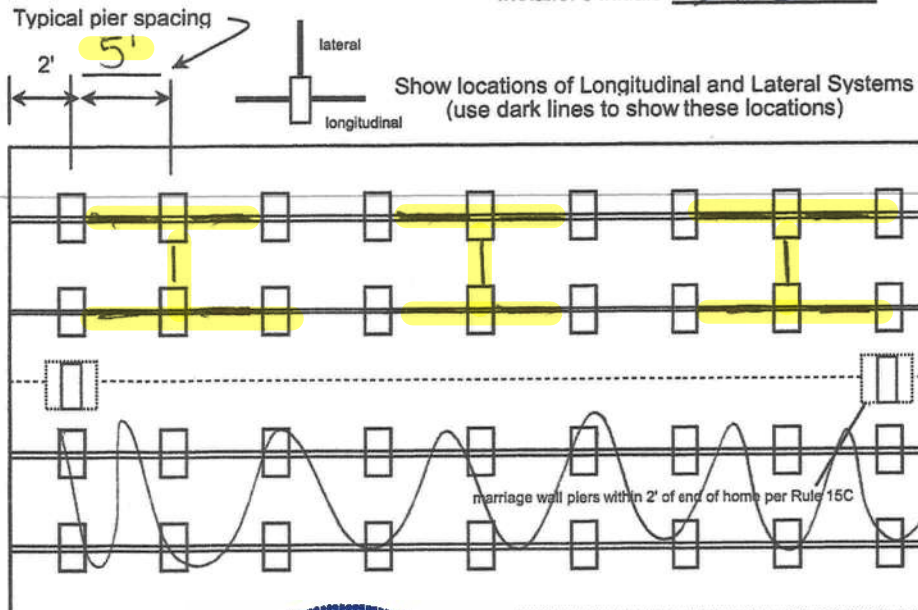 Typical pier spacing
2'
5'
lateral
longitudinal
Show locations of Longitudinal and Lateral Systems
(use dark lines to show these locations)
marriage wall piers within 2' of end of home per Rule 15C